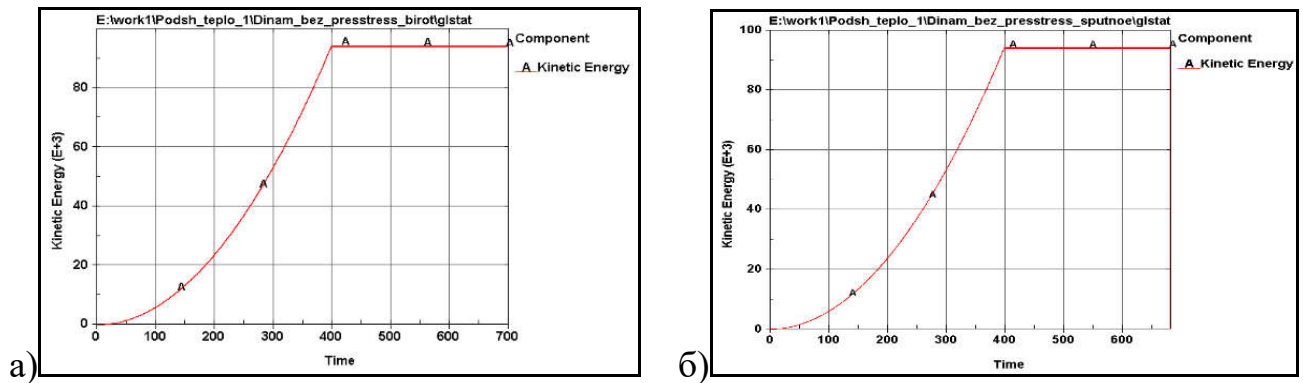 E:\work1\Podsh_teplo_1\Dinam_bez_presstress_birot\glstat
Component
A Kinetic Energy
Kinetic Energy (E+3)
80
60
40
20
0
0 100 200 300 400 500 600 700
Time
A A A A A
а)
E:\work1\Podsh_teplo_1\Dinam_bez_presstress_sputnoe\glstat
Component
A Kinetic Energy
Kinetic Energy (E+3)
100
80
60
40
20
0
0 100 200 300 400 500 600
Time
A A A A A
б)